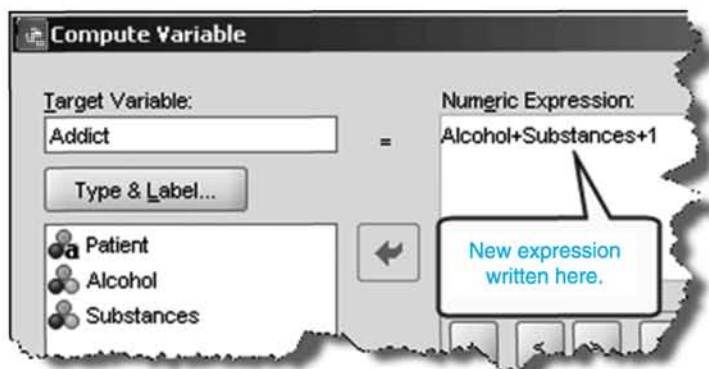 Compute Variable
Target Variable:
Numeric Expression:
Addict
=
Alcohol+Substances+1
Type & Label...
Patient
Alcohol
Substances
New expression
written here.